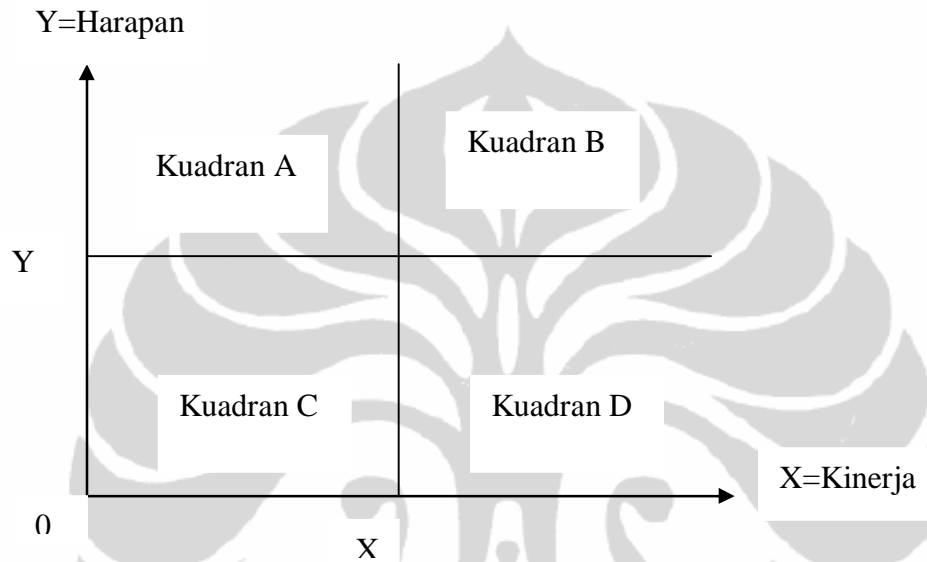 Y=Harapan
Kuadran A
Kuadran B
Y
Kuadran C
Kuadran D
X=Kinerja
0
X